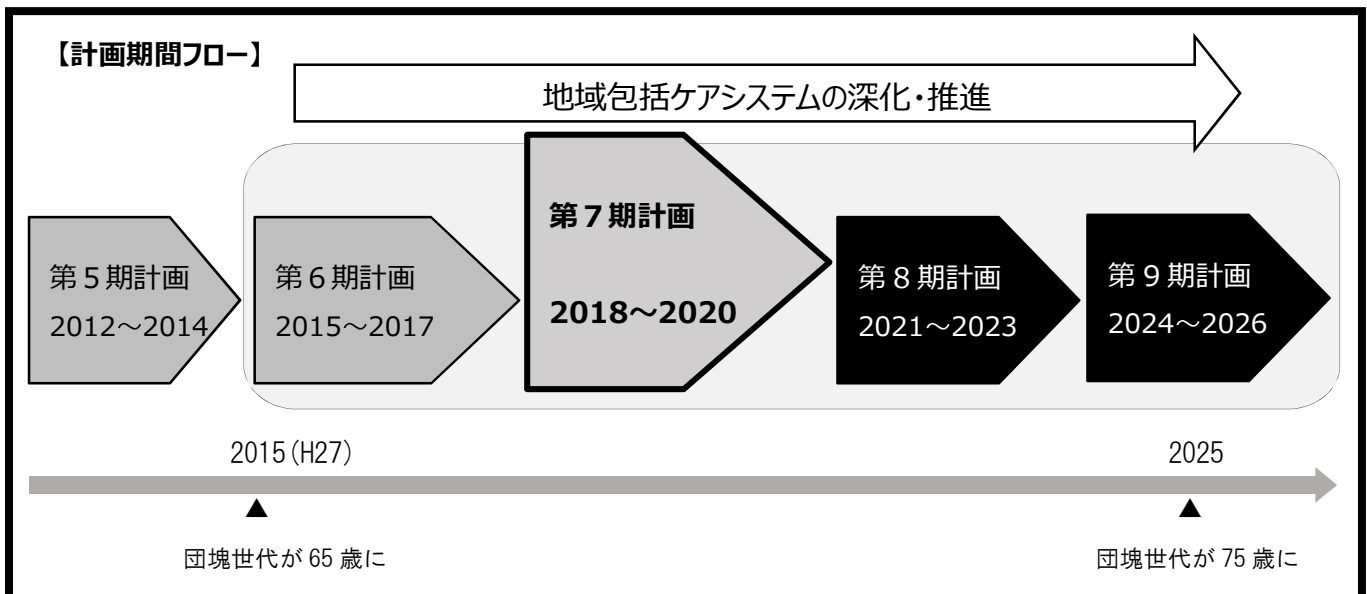 【計画期間フロー】
地域包括ケアシステムの深化・推進
第５期計画
2012～2014
第６期計画
2015～2017
第７期計画
2018～2020
第８期計画
2021～2023
第９期計画
2024～2026
2015(H27)
2025
▲
▲
団塊世代が 65 歳に
団塊世代が 75 歳に